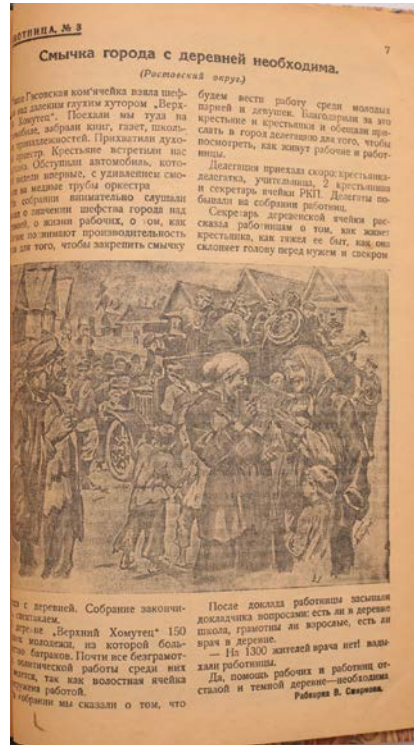 РАБОТНИЦА, № 3
7
Смычка города с деревней необходима.
(Ростовский округ.)
Гэсовская ком'ячейка взяла шеф-
над далеким глухим хутором „Верх-
Хомутец". Поехали мы туда на
забрали книг, газет, школь-
Прихватили духо-
оркестр. Крестьяне встретили нас
Обступили автомобиль, кото-
впервые, с удивлением смо-
на медные трубы оркестра
собрании внимательно слушали
о значении шефства города над
о жизни рабочих, о том, как
понимают производительность
для того, чтобы закрепить смычку
будем вести работу среди молодых
парней и девушек. Благодарили за это
крестьяне и крестьянки и обещали при-
слать в город делегацию для того, чтобы
посмотреть, как живут рабочие и работ-
ницы.
Делегация приехала скоро: крестьянка-
делегатка, учительница, 2 крестьянина
и секретарь ячейки РКП. Делегаты по-
бывали на собрании работниц.
Секретарь деревенской ячейки рас-
сказал работницам о том, как живет
крестьянка, как тяжел ее быт, как она
склоняет голову перед мужем и свекром
с деревней. Собрание закончи-
спектаклем.
деревне „Верхний Хомутец" 150
молодежи, из которой боль-
батраков. Почти все безграмот-
политической работы среди них
так как волостная ячейка
работой.
собрании мы сказали о том, что
После доклада работницы засыпали
докладчика вопросами: есть ли в деревне
школа, грамотны ли взрослые, есть ли
врач в деревне.
— На 1300 жителей врача нет! взды-
хали работницы.
Да, помощь рабочих и работниц от-
сталой и темной деревне—необходима
Рабкорка В. Смирнова.